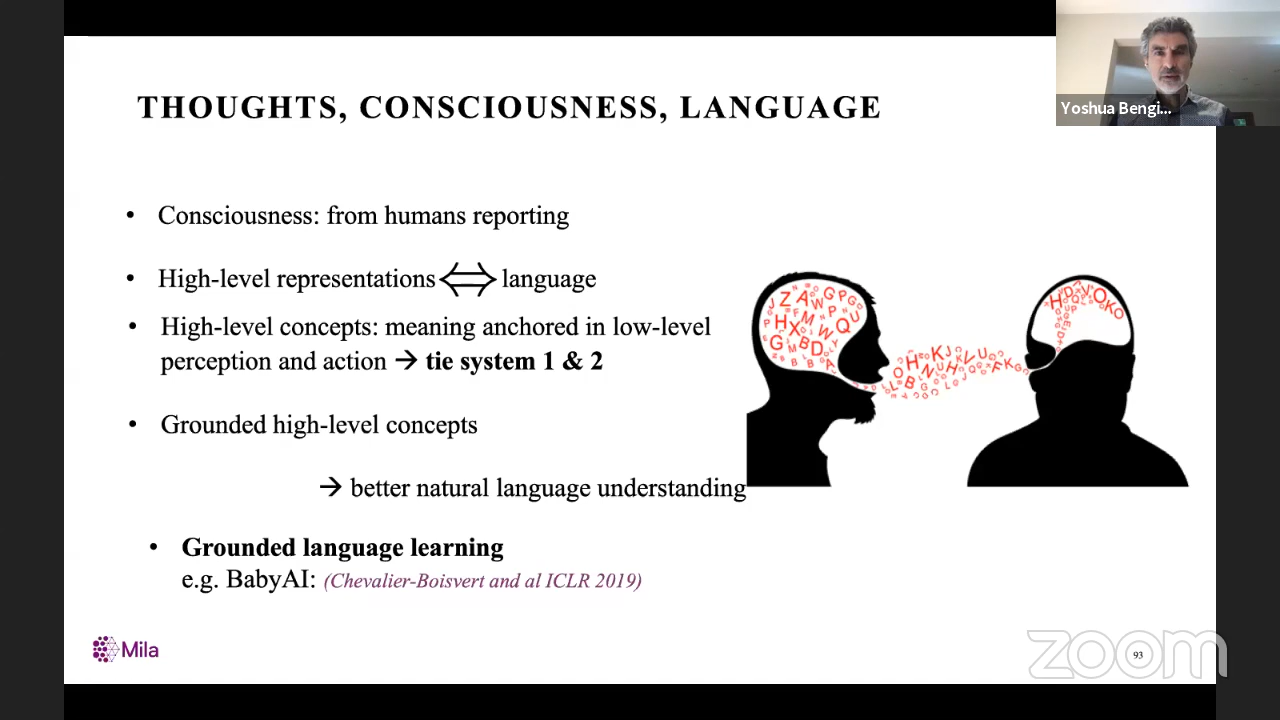 THOUGHTS, CONSCIOUSNESS, LANGUAGE
Yoshua Bengi...
• Consciousness: from humans reporting
• High-level representations ⟺ language
• High-level concepts: meaning anchored in low-level
perception and action → tie system 1 & 2
• Grounded high-level concepts
→ better natural language understanding
• Grounded language learning
e.g. BabyAI: (Chevalier-Boisvert and al ICLR 2019)
Mila
zoom
93